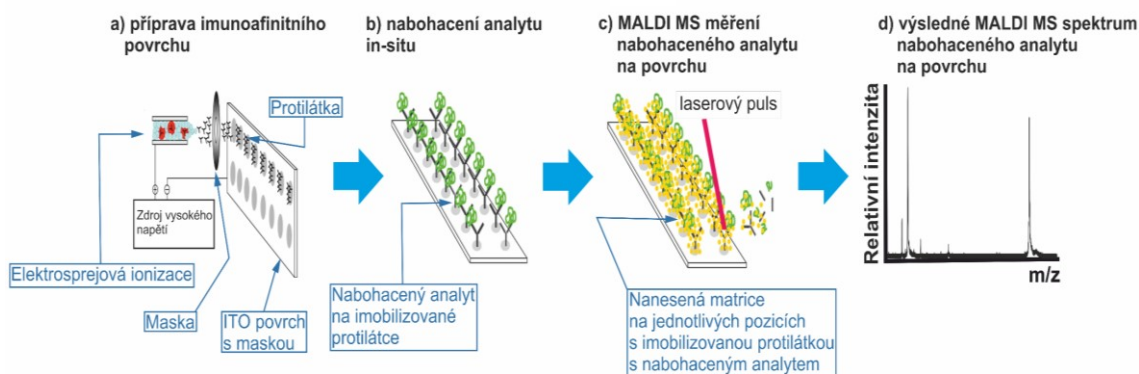 a) příprava imunoafinitního
povrchu
Protilátka
Zdroj vysokého
napětí
Elektrosprejová ionizace
Maska
ITO povrch
s maskou
b) nabohacení analytu
in-situ
Nabohacený analyt
na imobilizované
protilátce
c) MALDI MS měření
nabohaceného analytu
na povrchu
laserový puls
Nanesená matrice
na jednotlivých pozicích
s imobilizovanou protilátkou
s nabohaceným analytem
d) výsledné MALDI MS spektrum
nabohaceného analytu
na povrchu
Relativní intenzita
m/z